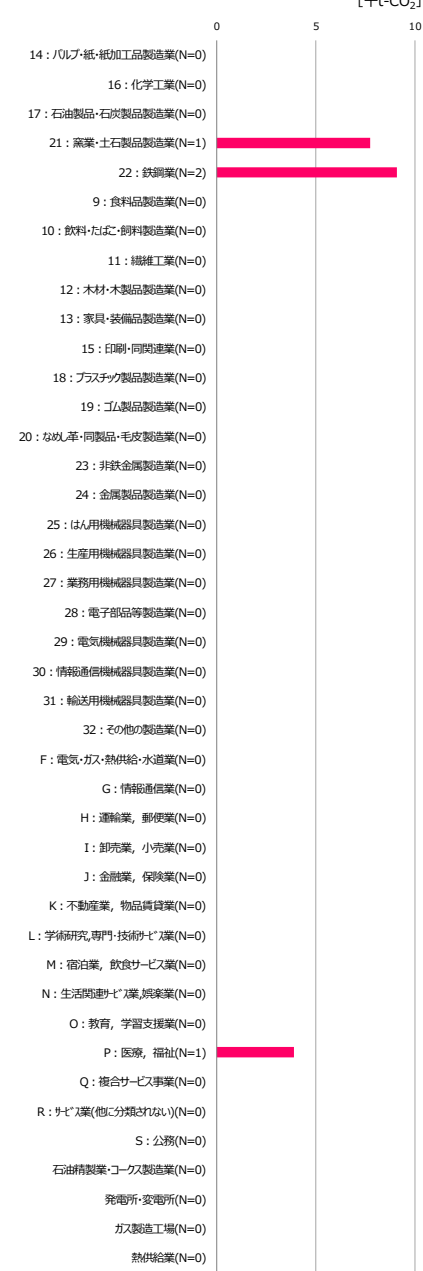 [千t-CO₂]
0 5 10
14：パルプ・紙・紙加工品製造業(N=0)
16：化学工業(N=0)
17：石油製品・石炭製品製造業(N=0)
21：窯業・土石製品製造業(N=1)
22：鉄鋼業(N=2)
9：食料品製造業(N=0)
10：飲料・たばこ・飼料製造業(N=0)
11：繊維工業(N=0)
12：木材・木製品製造業(N=0)
13：家具・装備品製造業(N=0)
15：印刷・同関連業(N=0)
18：プラスチック製品製造業(N=0)
19：ゴム製品製造業(N=0)
20：なめし革・同製品・毛皮製造業(N=0)
23：非鉄金属製造業(N=0)
24：金属製品製造業(N=0)
25：はん用機械器具製造業(N=0)
26：生産用機械器具製造業(N=0)
27：業務用機械器具製造業(N=0)
28：電子部品等製造業(N=0)
29：電気機械器具製造業(N=0)
30：情報通信機械器具製造業(N=0)
31：輸送用機械器具製造業(N=0)
32：その他の製造業(N=0)
F：電気・ガス・熱供給・水道業(N=0)
G：情報通信業(N=0)
H：運輸業，郵便業(N=0)
I：卸売業，小売業(N=0)
J：金融業，保険業(N=0)
K：不動産業，物品賃貸業(N=0)
L：学術研究,専門・技術ｻｰﾋﾞｽ業(N=0)
M：宿泊業，飲食サービス業(N=0)
N：生活関連ｻｰﾋﾞｽ業,娯楽業(N=0)
O：教育，学習支援業(N=0)
P：医療，福祉(N=1)
Q：複合サービス事業(N=0)
R：ｻｰﾋﾞｽ業(他に分類されない)(N=0)
S：公務(N=0)
石油精製業・コークス製造業(N=0)
発電所・変電所(N=0)
ガス製造工場(N=0)
熱供給業(N=0)